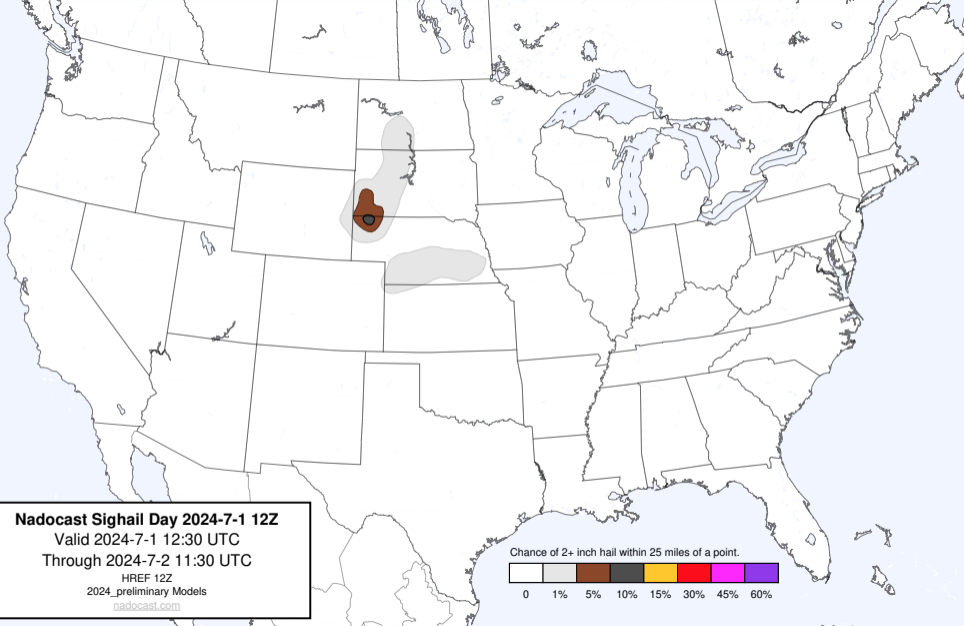 Nadocast Sighail Day 2024-7-1 12Z
Valid 2024-7-1 12:30 UTC
Through 2024-7-2 11:30 UTC
HREF 12Z
2024_preliminary Models
nadocast.com
Chance of 2+ inch hail within 25 miles of a point.
0 1% 5% 10% 15% 30% 45% 60%